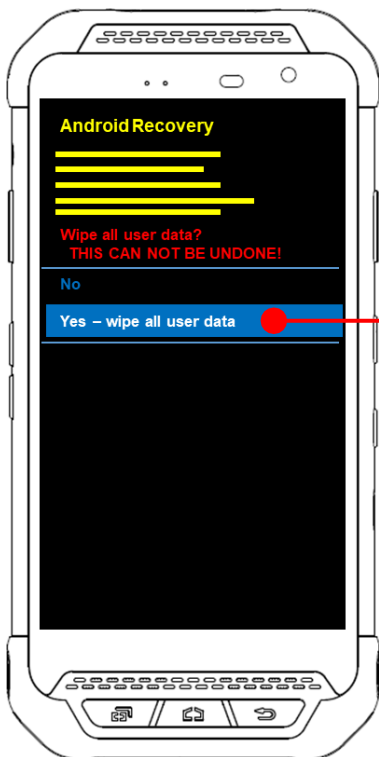 Android Recovery
Wipe all user data?
THIS CAN NOT BE UNDONE!
No
Yes – wipe all user data